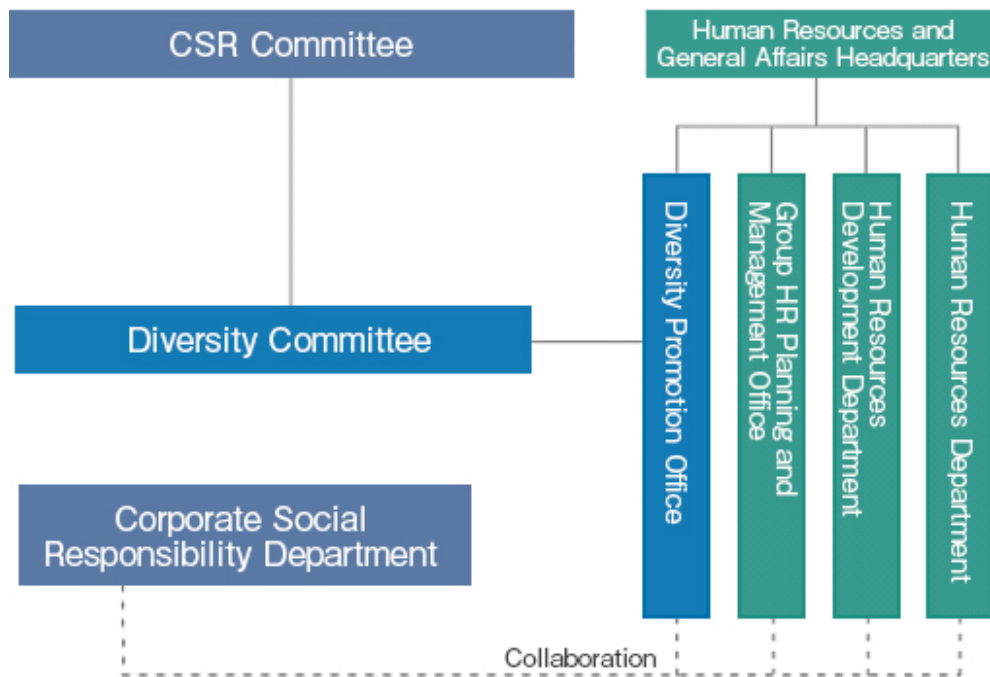 CSR Committee
Human Resources and
General Affairs Headquarters
Diversity Committee
Diversity Promotion Office
Group HR Planning and
Management Office
Human Resources
Development Department
Human Resources Department
Corporate Social
Responsibility Department
Collaboration